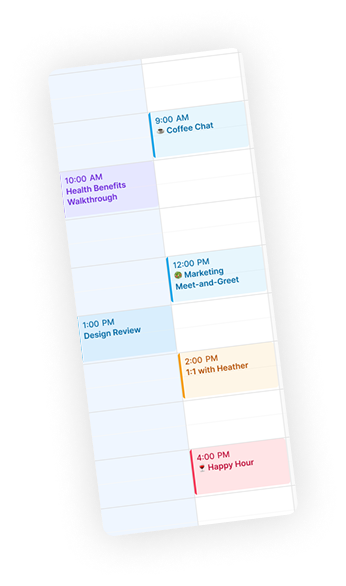 9:00 AM
☕ Coffee Chat
10:00 AM
Health Benefits
Walkthrough
12:00 PM
Marketing
Meet-and-Greet
1:00 PM
Design Review
2:00 PM
1:1 with Heather
4:00 PM
🍷 Happy Hour